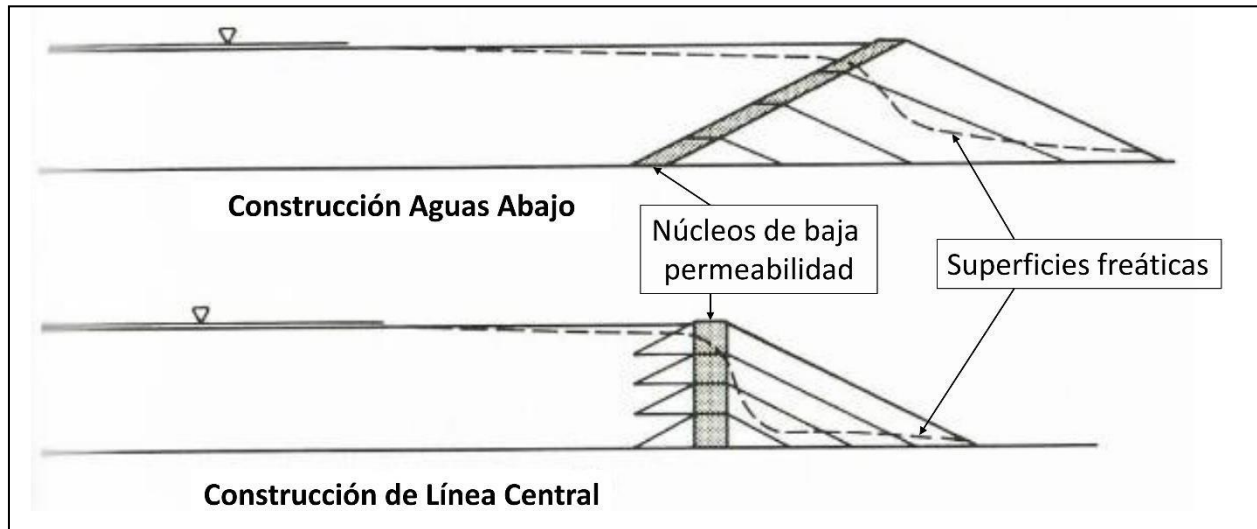 Construcción Aguas Abajo
Núcleos de baja
permeabilidad
Superficies freáticas
Construcción de Línea Central